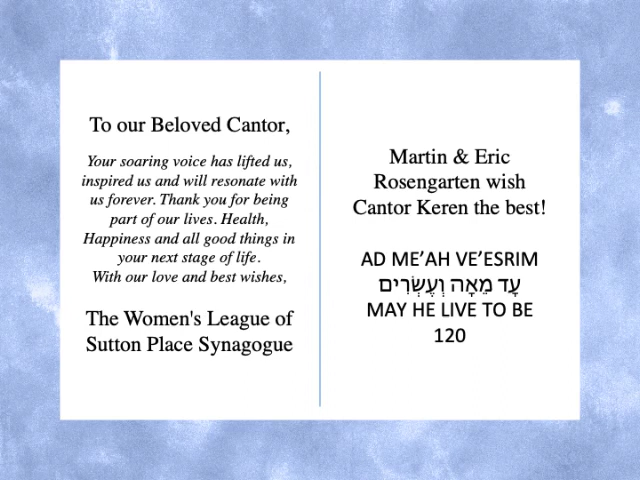 To our Beloved Cantor,
Your soaring voice has lifted us,
inspired us and will resonate with
us forever. Thank you for being
part of our lives. Health,
Happiness and all good things in
your next stage of life.
With our love and best wishes,
The Women's League of
Sutton Place Synagogue
Martin & Eric
Rosengarten wish
Cantor Keren the best!
AD ME’AH VE’ESRIM
עָד מֵאָה וְעֶשְׂרִים
MAY HE LIVE TO BE
120